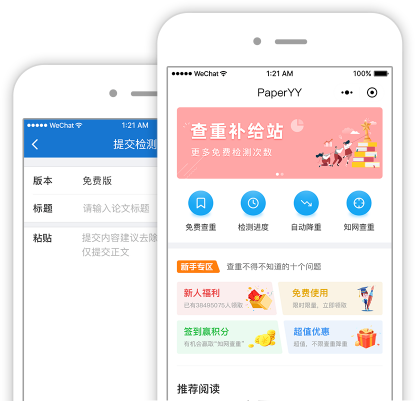 WeChat
1:21 AM
提交检测
版本
免费版
标题
请输入论文标题
粘贴
提交内容建议去除
仅提交正文
WeChat
1:21 AM
100%
PaperYY
查重补给站
更多免费检测次数
免费查重
检测进度
自动降重
知网查重
新手专区
查重不得不知道的十个问题
新人福利
已有38495075人领取
免费使用
限时限量，立即领取
签到赢积分
有机会赢取“知网查重”
超值优惠
超值，不限查重降重
推荐阅读